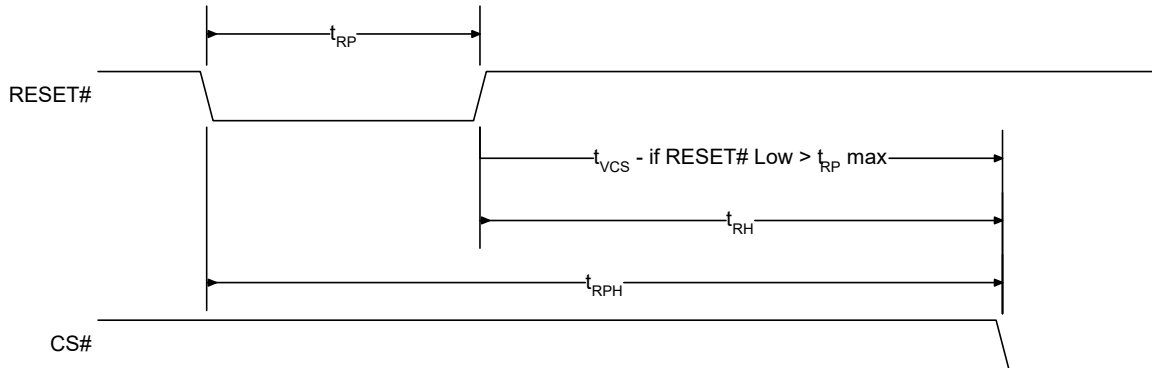 tRP
RESET#
tVCS - if RESET# Low > tRP max
tRH
tRPH
CS#